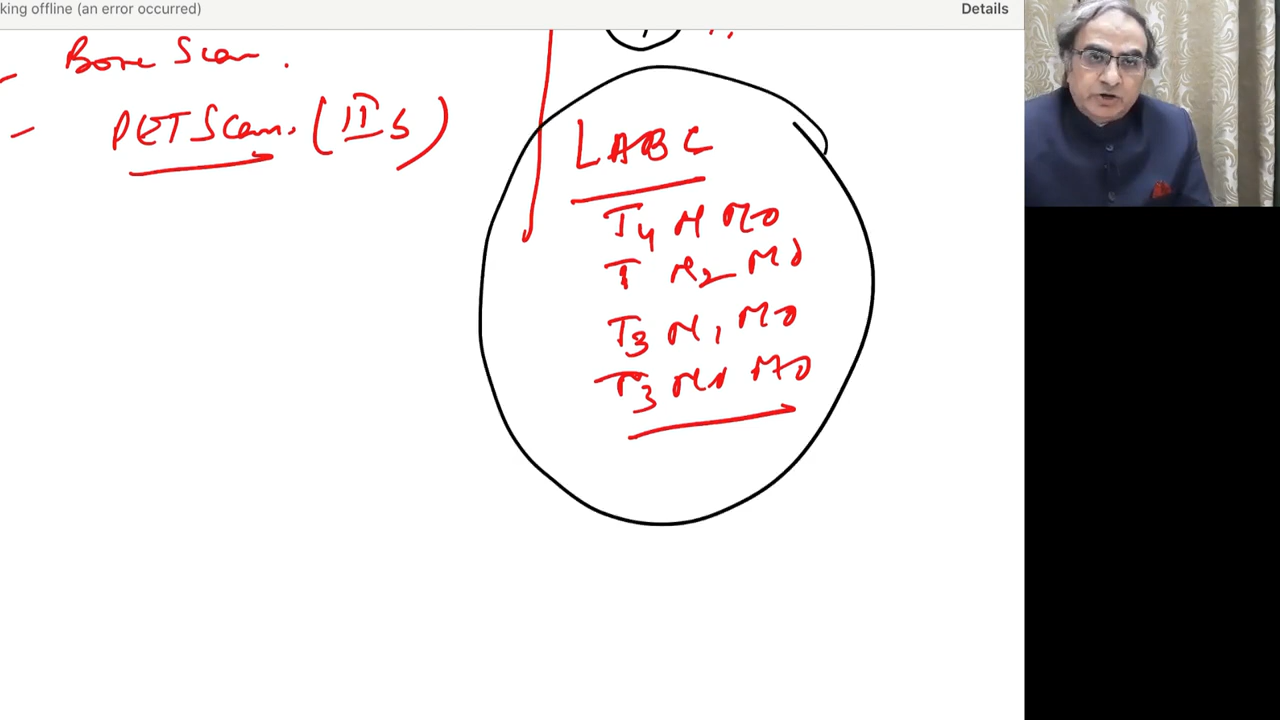 king offline (an error occurred)
Details
Bone Scan.
- PET Scan. (II S)
LABC
T4 N M0
T N2 M0
T3 N1 M0
T3 N1 M0